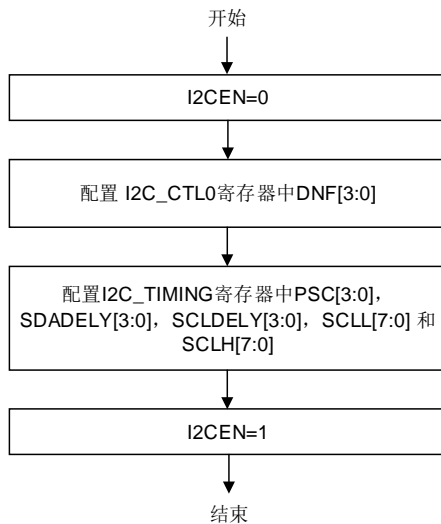 开始
I2CEN=0
配置 I2C_CTL0寄存器中DNF[3:0]
配置I2C_TIMING寄存器中PSC[3:0]，
SDADELY[3:0]，SCLDELY[3:0]，SCLL[7:0] 和
SCLH[7:0]
I2CEN=1
结束